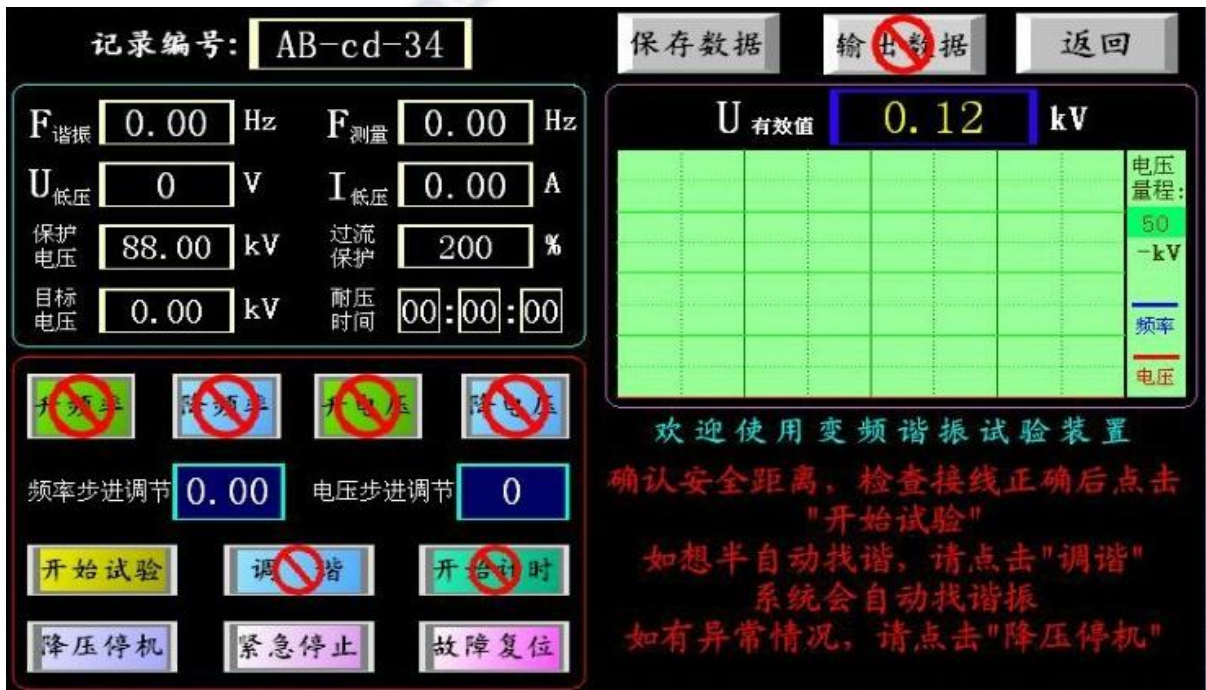 记录编号: AB-cd-34
保存数据 输出数据 返回
F谐振 0.00 Hz F测量 0.00 Hz
U低压 0 V I低压 0.00 A
保护电压 88.00 kV 过流保护 200 %
目标电压 0.00 kV 耐压时间 00:00:00
U有效值 0.12 kV
电压
量程:
50
-kV
频率
电压
升频率 降频率 升电压 降电压
频率步进调节 0.00 电压步进调节 0
开始试验 调谐 开始计时
降压停机 紧急停止 故障复位
欢迎使用变频谐振试验装置
确认安全距离，检查接线正确后点击
"开始试验"
如想半自动找谐，请点击"调谐"
系统会自动找谐振
如有异常情况，请点击"降压停机"